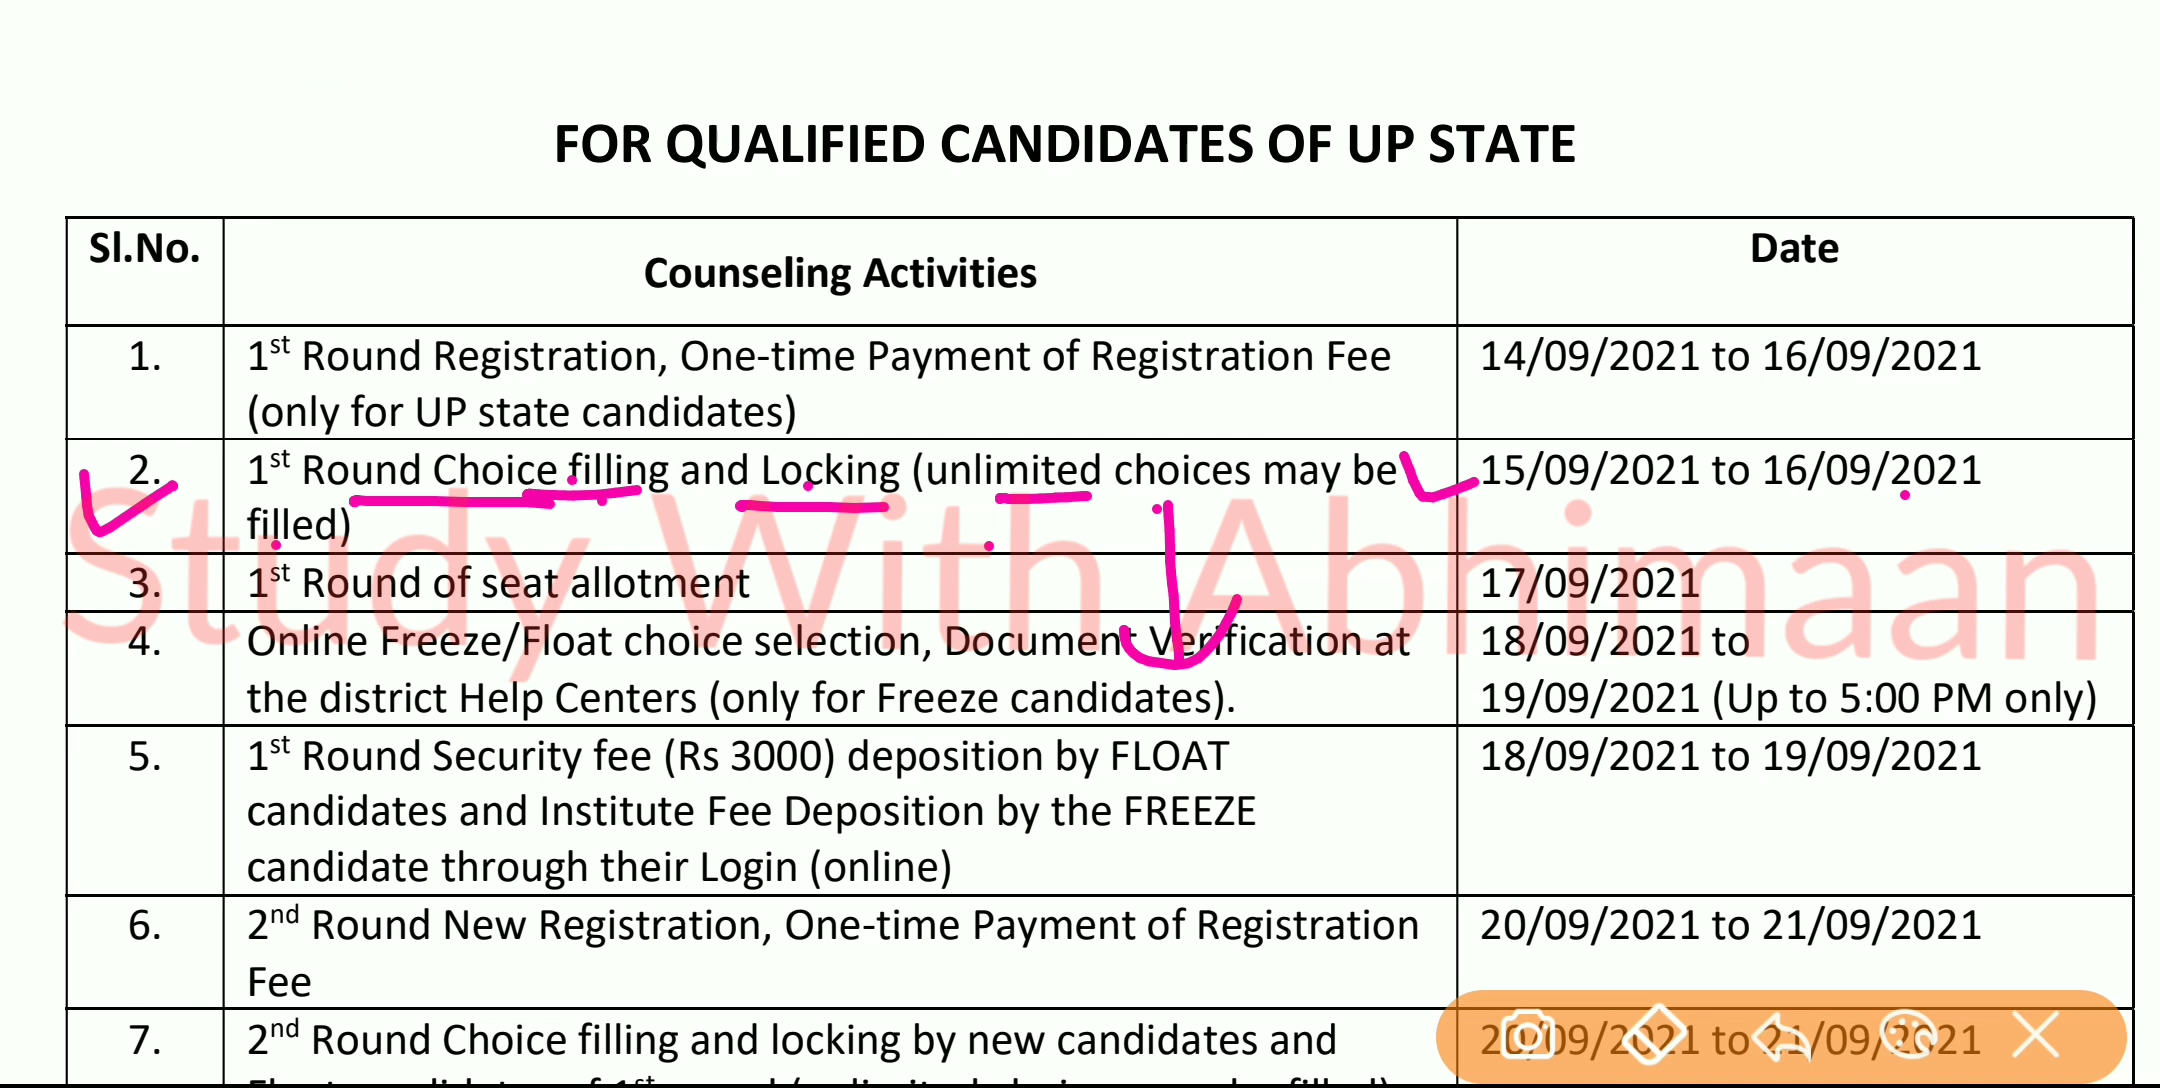 FOR QUALIFIED CANDIDATES OF UP STATE
Sl.No.
Counseling Activities
Date
1.
1st Round Registration, One-time Payment of Registration Fee
(only for UP state candidates)
14/09/2021 to 16/09/2021
2.
1st Round Choice filling and Locking (unlimited choices may be
filled)
15/09/2021 to 16/09/2021
3.
1st Round of seat allotment
17/09/2021
4.
Online Freeze/Float choice selection, Document Verification at
the district Help Centers (only for Freeze candidates).
18/09/2021 to
19/09/2021 (Up to 5:00 PM only)
5.
1st Round Security fee (Rs 3000) deposition by FLOAT
candidates and Institute Fee Deposition by the FREEZE
candidate through their Login (online)
18/09/2021 to 19/09/2021
6.
2nd Round New Registration, One-time Payment of Registration
Fee
20/09/2021 to 21/09/2021
7.
2nd Round Choice filling and locking by new candidates and
20/09/2021 to 21/09/2021
Study With Abhimaan